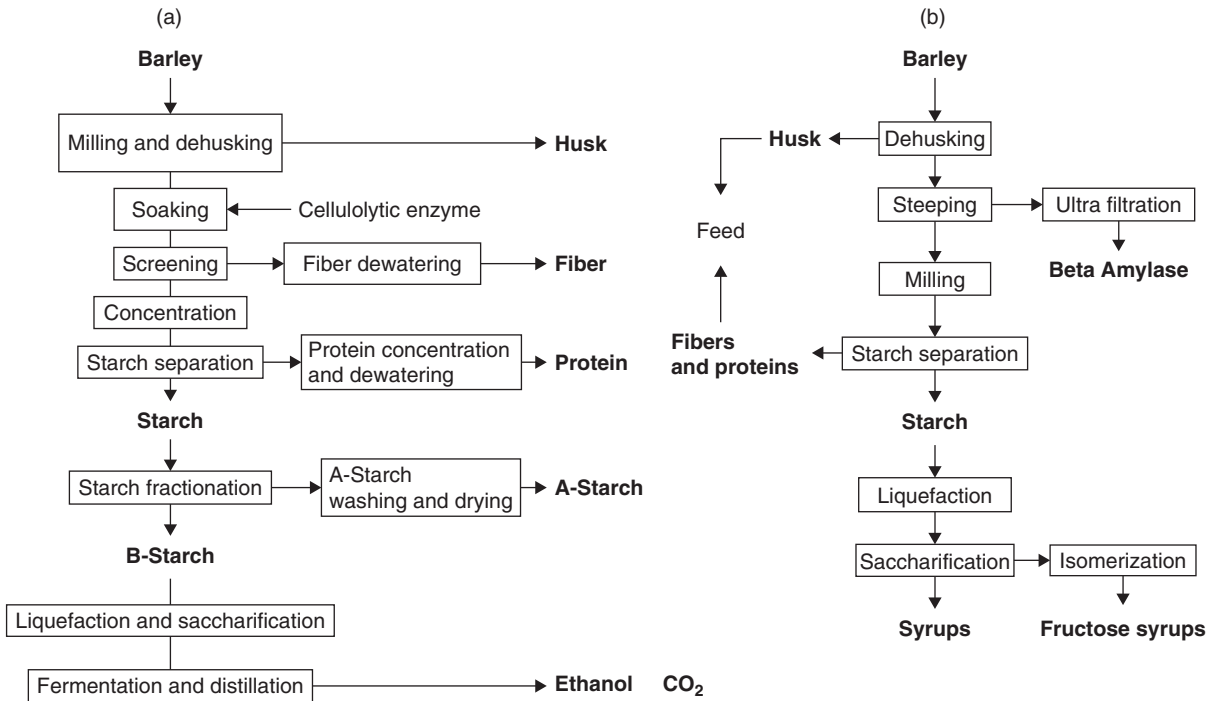 (a)
Barley
Milling and dehusking
Husk
Soaking
Cellulolytic enzyme
Screening
Fiber dewatering
Fiber
Concentration
Starch separation
Protein concentration
and dewatering
Protein
Starch
Starch fractionation
A-Starch
washing and drying
A-Starch
B-Starch
Liquefaction and saccharification
Fermentation and distillation
Ethanol CO₂
(b)
Barley
Husk
Dehusking
Feed
Steeping
Ultra filtration
Beta Amylase
Milling
Fibers
and proteins
Starch separation
Starch
Liquefaction
Saccharification
Isomerization
Syrups
Fructose syrups